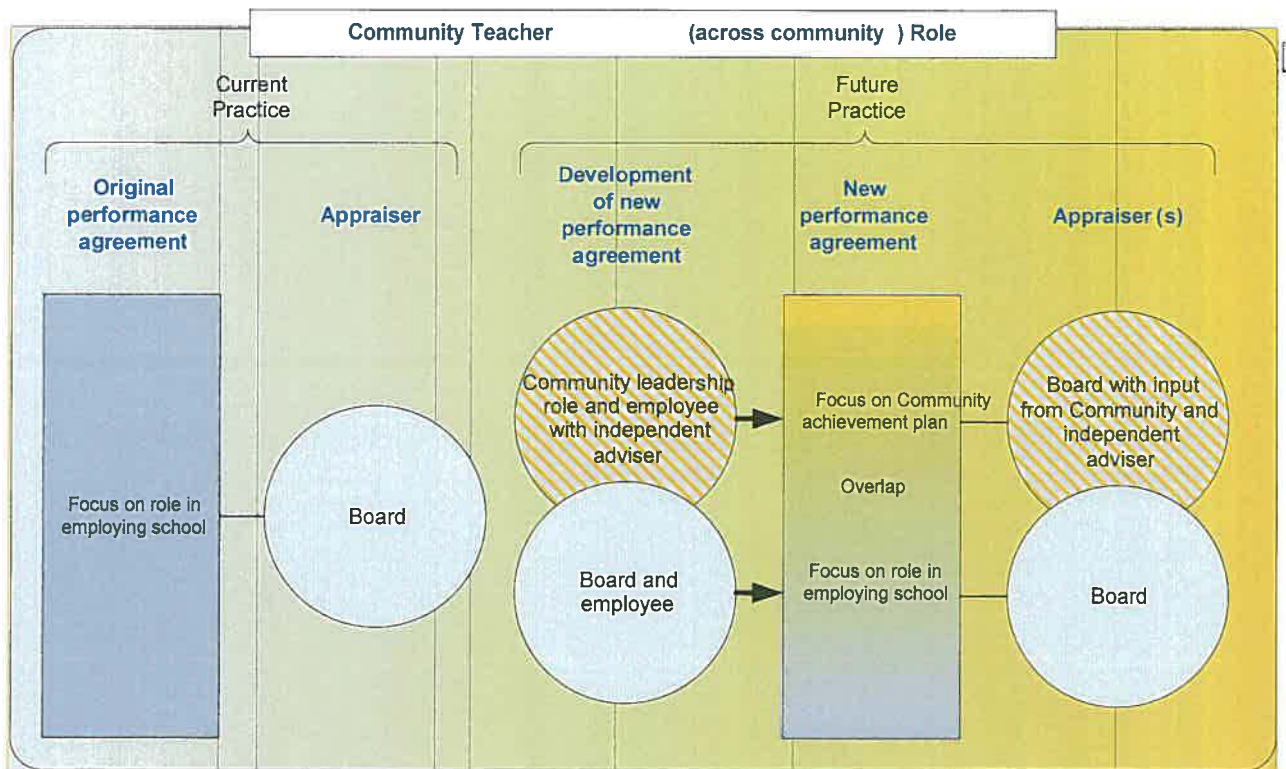 Community Teacher (across community ) Role
Current
Practice
Future
Practice
Original
performance
agreement
Appraiser
Development
of new
performance
agreement
New
performance
agreement
Appraiser (s)
Focus on role in
employing school
Board
Community leadership
role and employee
with independent
adviser
Board and
employee
Focus on Community
achievement plan
Overlap
Focus on role in
employing school
Board with input
from Community and
independent
adviser
Board